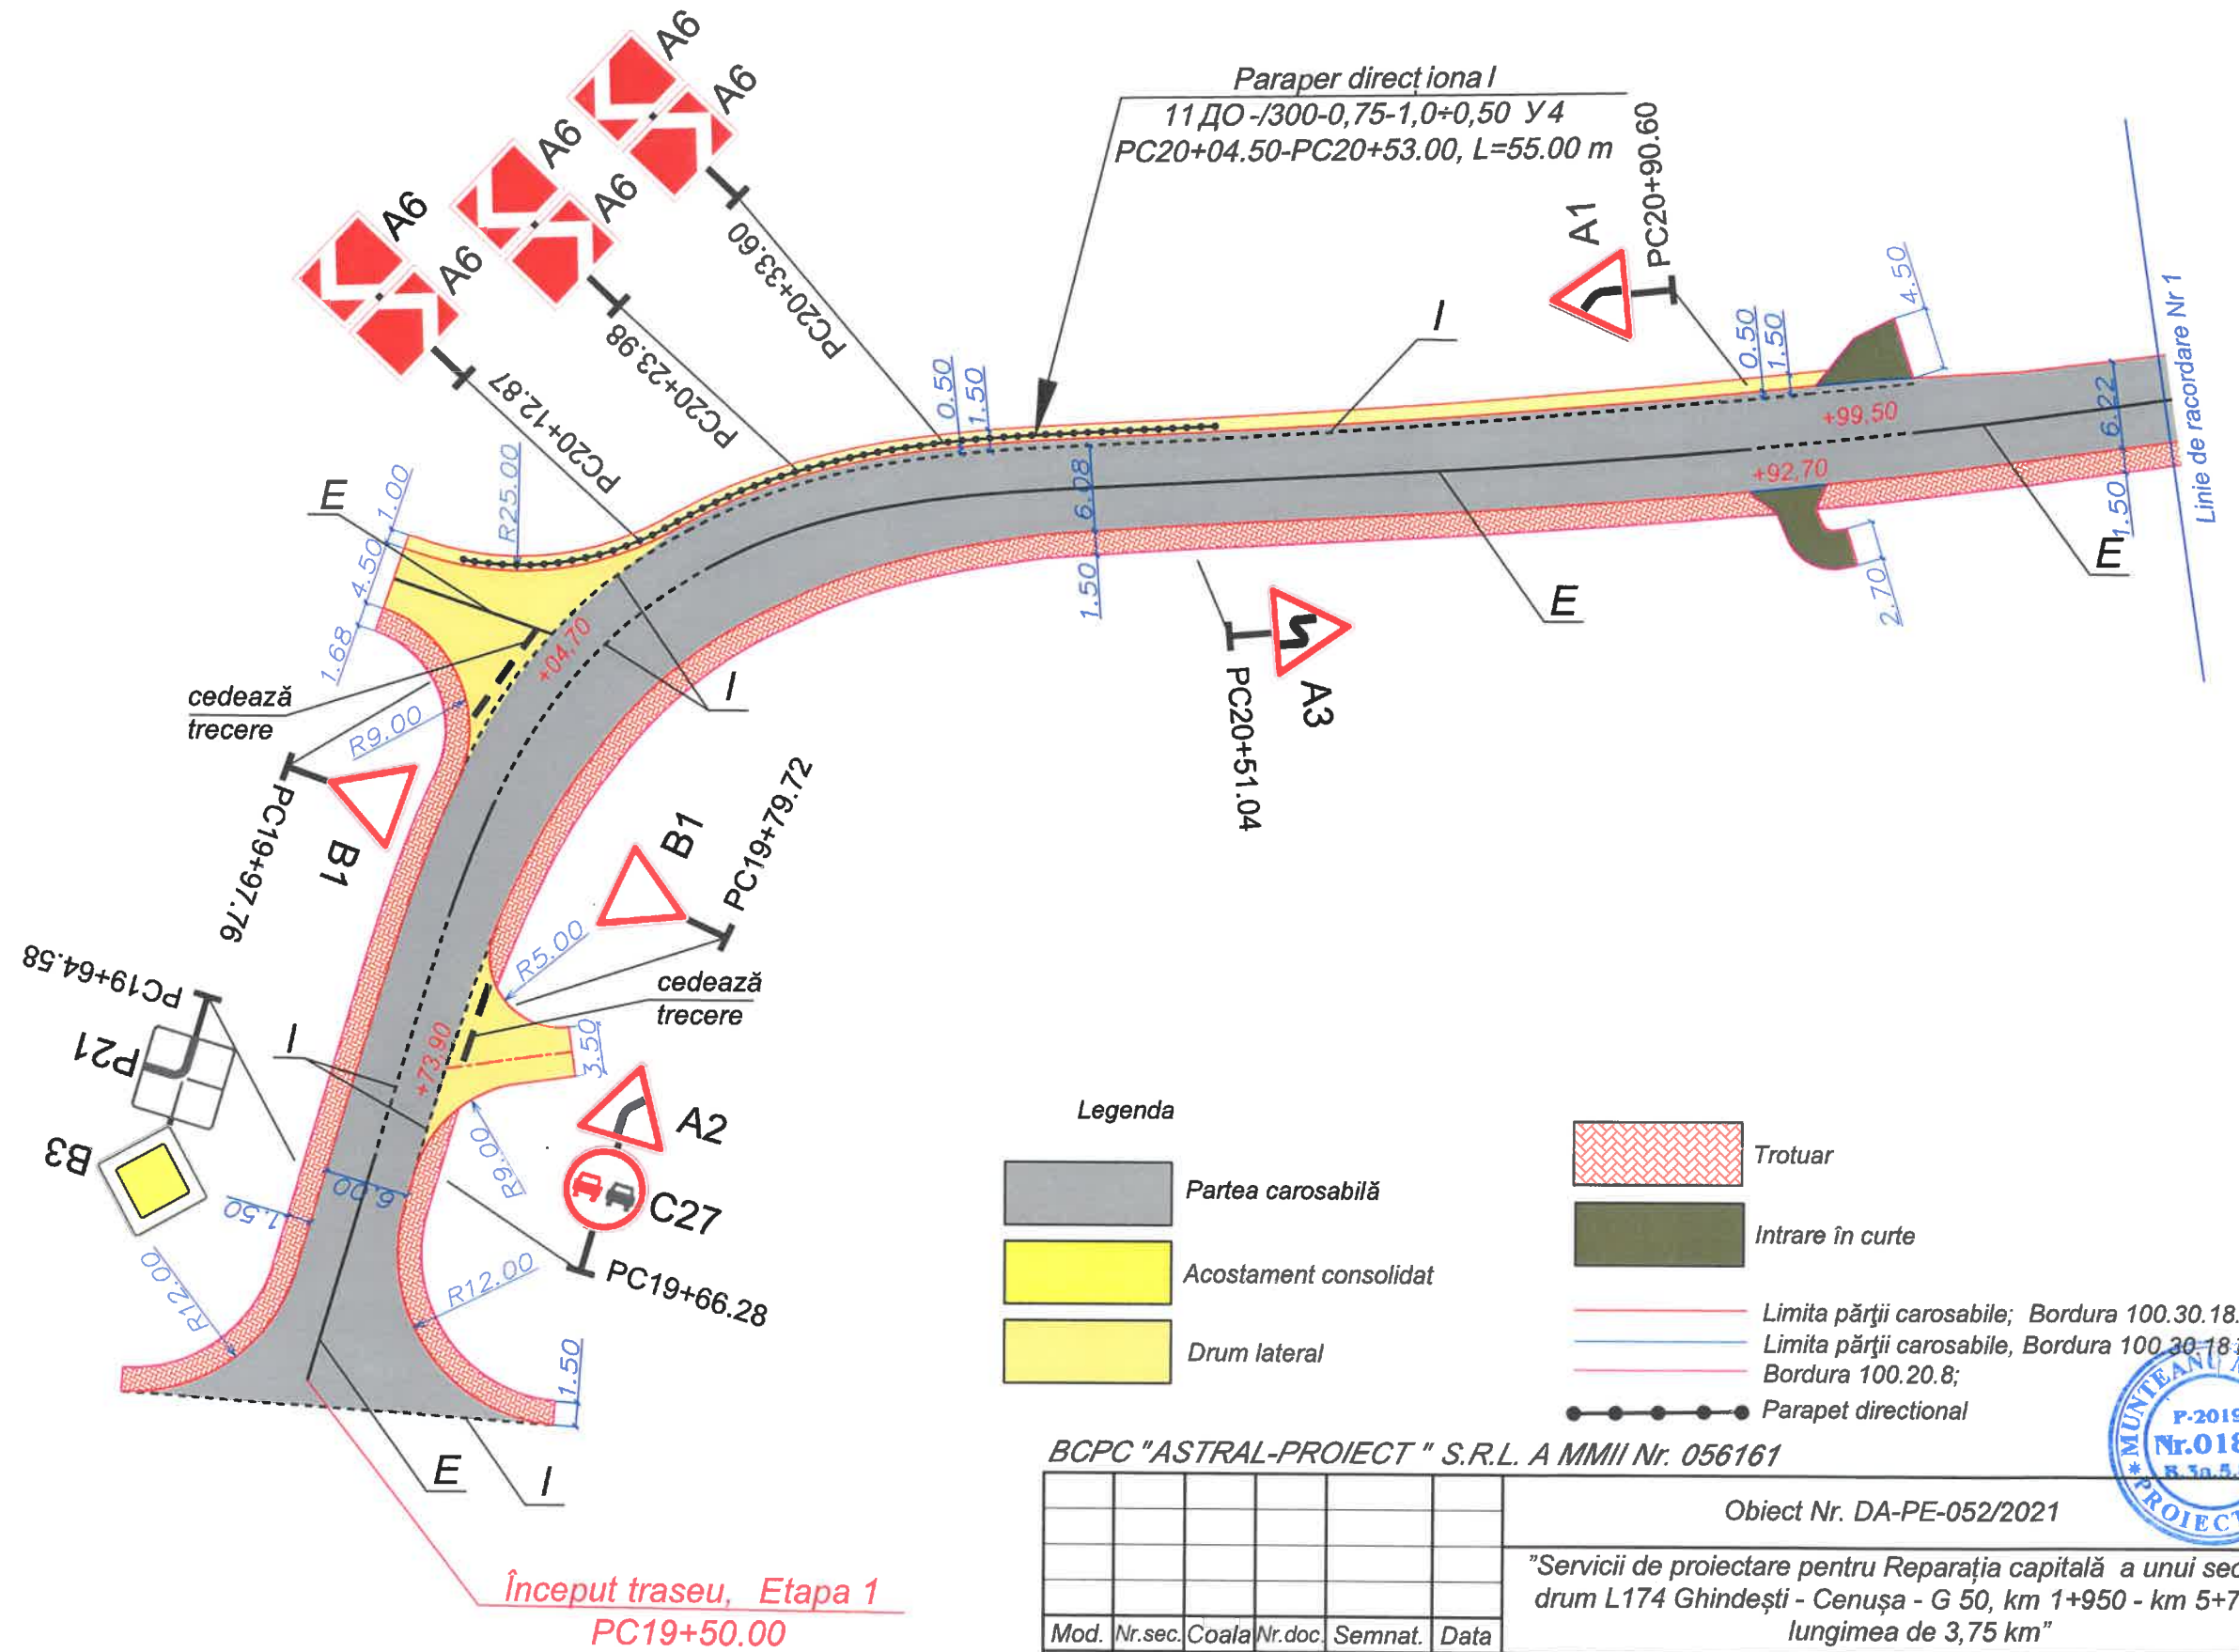 A6
A6
A6
A6
A6
A6
PC20+33.60
PC20+23.98
PC20+12.87
Paraper direcț iona l
11ДО -/300-0,75-1,0÷0,50 У4
PC20+04.50-PC20+53.00, L=55.00 m
A1
PC20+90.60
0.50
1.50
4.50
I
0.50
1.50
+99.50
+92.70
6.22
1.50
Linie de racordare Nr 1
E
2.70
E
6.08
1.50
A3
PC20+51.04
E
1.00
4.50
1.68
R25.00
+04.70
cedează
trecere
R9.00
I
B1
PC19+97.76
B1
PC19+79.72
R5.00
cedează
trecere
3.50
+73.90
PC19+64.58
P21
B3
I
6.00
1.50
R9.00
A2
C27
PC19+66.28
R12.00
R12.00
1.50
E
I
Început traseu, Etapa 1
PC19+50.00
Legenda
Partea carosabilă
Acostament consolidat
Drum lateral
Trotuar
Intrare în curte
Limita părţii carosabile; Bordura 100.30.18.
Limita părţii carosabile, Bordura 100.30.18
Bordura 100.20.8;
Parapet directional
MUNTEANU
P-2019
Nr.018
PROIECT
BCPC "ASTRAL-PROIECT " S.R.L. A MMII Nr. 056161
Obiect Nr. DA-PE-052/2021
"Servicii de proiectare pentru Reparația capitală a unui sec
drum L174 Ghindești - Cenușa - G 50, km 1+950 - km 5+7
lungimea de 3,75 km"
Mod. Nr.sec. Coala Nr.doc. Semnat. Data